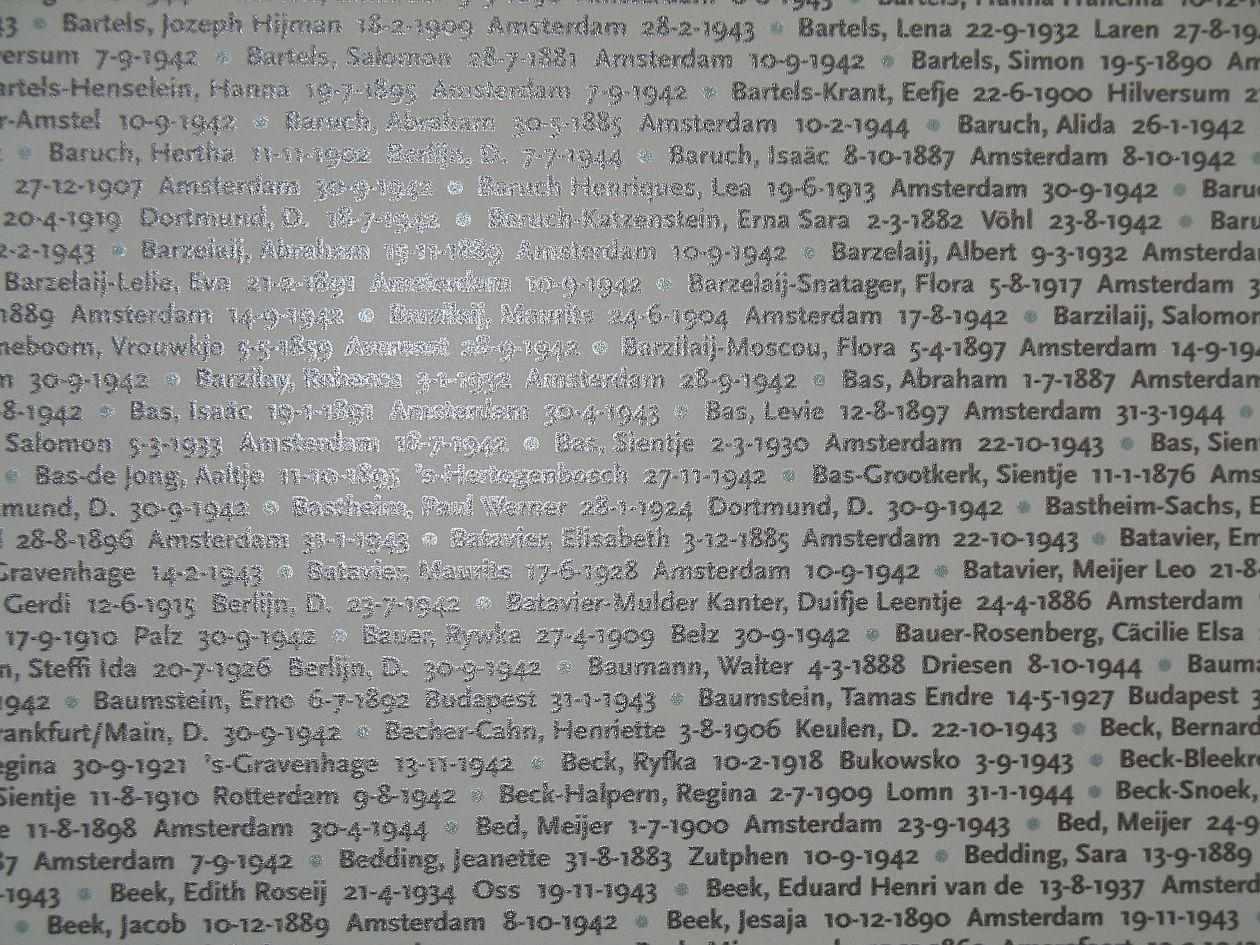 3 • Bartels, Jozeph Hijman 18-2-1909 Amsterdam 28-2-1943 • Bartels, Lena 22-9-1932 Laren 27-8-19
versum 7-9-1942 • Bartels, Salomon 28-7-1881 Amsterdam 10-9-1942 • Bartels, Simon 19-5-1890 Am
artels-Henselein, Hanna 19-7-1895 Amsterdam 7-9-1942 • Bartels-Krant, Eefje 22-6-1900 Hilversum 2
r-Amstel 10-9-1942 • Baruch, Abraham 30-5-1885 Amsterdam 10-2-1944 • Baruch, Alida 26-1-1942
• Baruch, Hertha 11-11-1902 Berlijn, D. 7-7-1944 • Baruch, Isaäc 8-10-1887 Amsterdam 8-10-1942 •
27-12-1907 Amsterdam 30-9-1942 • Baruch Henriques, Lea 19-6-1913 Amsterdam 30-9-1942 • Baru
20-4-1919 Dortmund, D. 18-7-1942 • Baruch-Katzenstein, Erna Sara 2-3-1882 Vöhl 23-8-1942 • Baru
2-2-1943 • Barzelaij, Abraham 15-11-1889 Amsterdam 10-9-1942 • Barzelaij, Albert 9-3-1932 Amsterda
Barzelaij-Lelie, Eva 21-2-1891 Amsterdam 10-9-1942 • Barzelaij-Snatager, Flora 5-8-1917 Amsterdam 3
1889 Amsterdam 14-9-1942 • Barzilaij, Maurits 24-6-1904 Amsterdam 17-8-1942 • Barzilaij, Salomon
neboom, Vrouwkje 5-5-1859 28-9-1942 • Barzilaij-Moscou, Flora 5-4-1897 Amsterdam 14-9-194
n 30-9-1942 • Barzilay, Rebecca 3-1-1932 Amsterdam 28-9-1942 • Bas, Abraham 1-7-1887 Amsterdam
-8-1942 • Bas, Isaäc 19-1-1891 Amsterdam 30-4-1943 • Bas, Levie 12-8-1897 Amsterdam 31-3-1944 •
Salomon 5-3-1933 Amsterdam 18-7-1942 • Bas, Sientje 2-3-1930 Amsterdam 22-10-1943 • Bas, Sien
• Bas-de Jong, Aaltje 11-10-1895 's-Hertogenbosch 27-11-1942 • Bas-Grootkerk, Sientje 11-1-1876 Ams
mund, D. 30-9-1942 • Bastheim, Paul Werner 28-1-1924 Dortmund, D. 30-9-1942 • Bastheim-Sachs, E
28-8-1896 Amsterdam 31-1-1943 • Batavier, Elisabeth 3-12-1885 Amsterdam 22-10-1943 • Batavier, Em
Gravenhage 14-2-1943 • Batavier, Maurits 17-6-1928 Amsterdam 10-9-1942 • Batavier, Meijer Leo 21-8-
Gerdi 12-6-1915 Berlijn, D. 23-7-1942 • Batavier-Mulder Kanter, Duifje Leentje 24-4-1886 Amsterdam
17-9-1910 Palz 30-9-1942 • Bauer, Rywka 27-4-1909 Belz 30-9-1942 • Bauer-Rosenberg, Cäcilie Elsa
n, Steffi Ida 20-7-1926 Berlijn, D. 30-9-1942 • Baumann, Walter 4-3-1888 Driesen 8-10-1944 • Bauma
1942 • Baumstein, Erno 6-7-1892 Budapest 31-1-1943 • Baumstein, Tamas Endre 14-5-1927 Budapest 3
rankfurt/Main, D. 30-9-1942 • Becher-Cahn, Henriette 3-8-1906 Keulen, D. 22-10-1943 • Beck, Bernard
egina 30-9-1921 's-Gravenhage 13-11-1942 • Beck, Ryfka 10-2-1918 Bukowsko 3-9-1943 • Beck-Bleekro
Sientje 11-8-1910 Rotterdam 9-8-1942 • Beck-Halpern, Regina 2-7-1909 Lomn 31-1-1944 • Beck-Snoek,
e 11-8-1898 Amsterdam 30-4-1944 • Bed, Meijer 1-7-1900 Amsterdam 23-9-1943 • Bed, Meijer 24-9
87 Amsterdam 7-9-1942 • Bedding, Jeanette 31-8-1883 Zutphen 10-9-1942 • Bedding, Sara 13-9-1889
-1943 • Beek, Edith Roseij 21-4-1934 Oss 19-11-1943 • Beek, Eduard Henri van de 13-8-1937 Amsterd
• Beek, Jacob 10-12-1889 Amsterdam 8-10-1942 • Beek, Jesaja 10-12-1890 Amsterdam 19-11-1943 •